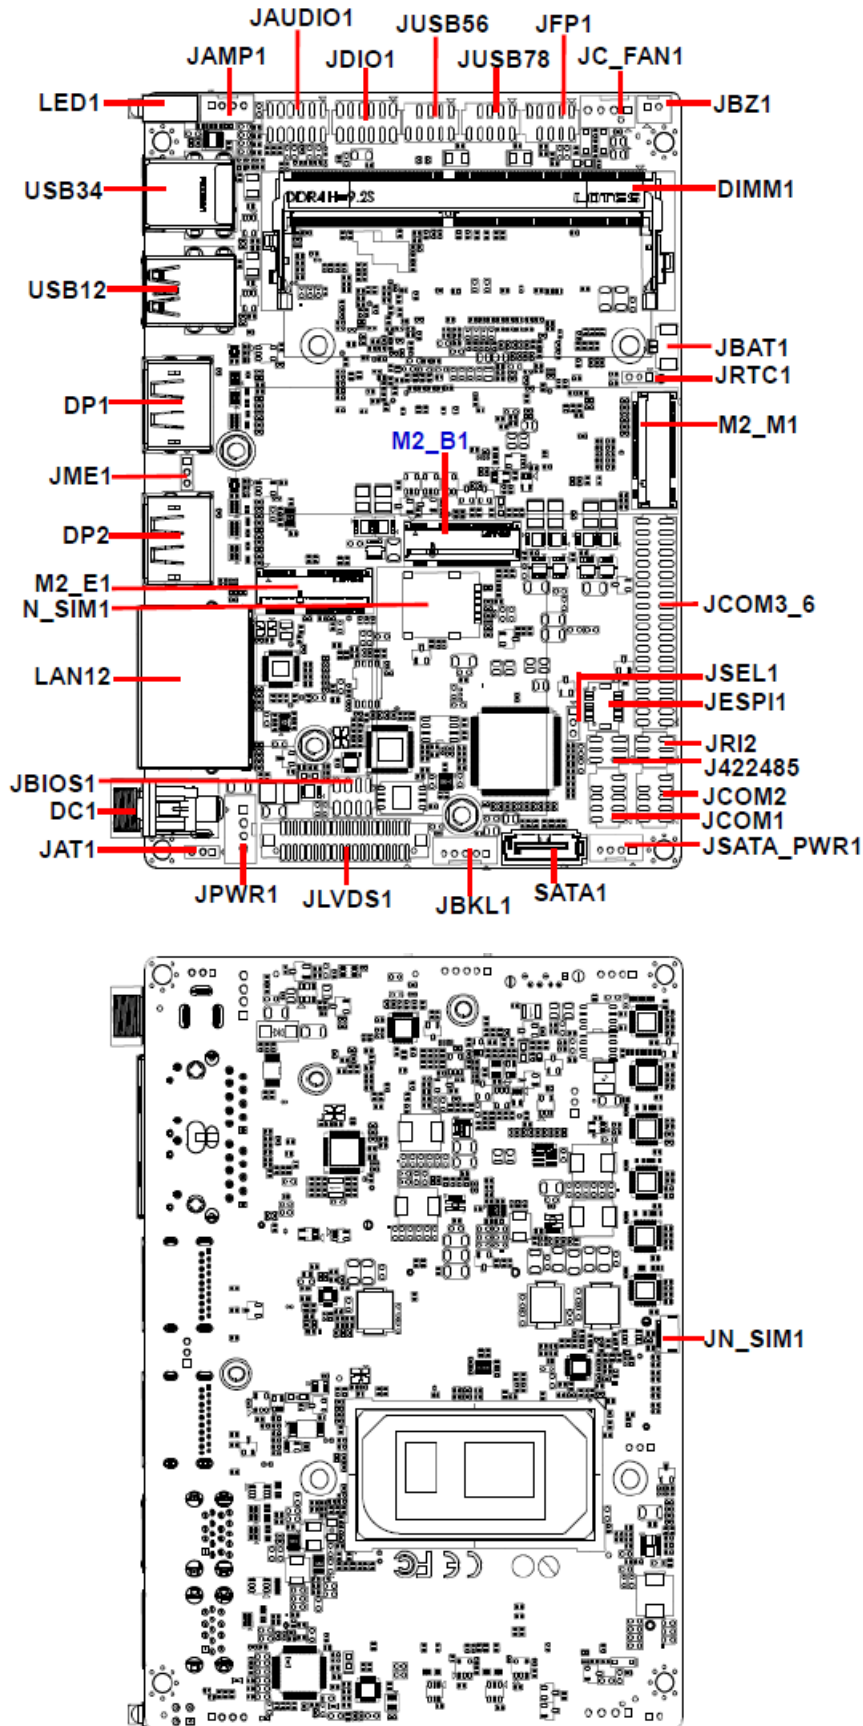 JAUDIO1
JUSB56
JFP1
JAMP1
JDIO1
JUSB78
JC_FAN1
LED1
JBZ1
USB34
DIMM1
DDR4 H=9.2S
LOTES
USB12
JBAT1
JRTC1
DP1
M2_M1
M2_B1
JME1
DP2
M2_E1
N_SIM1
JCOM3_6
LAN12
JSEL1
JESPI1
JRI2
J422485
JBIOS1
DC1
JCOM2
JCOM1
JAT1
JSATA_PWR1
JPWR1
JLVDS1
JBKL1
SATA1
JN_SIM1